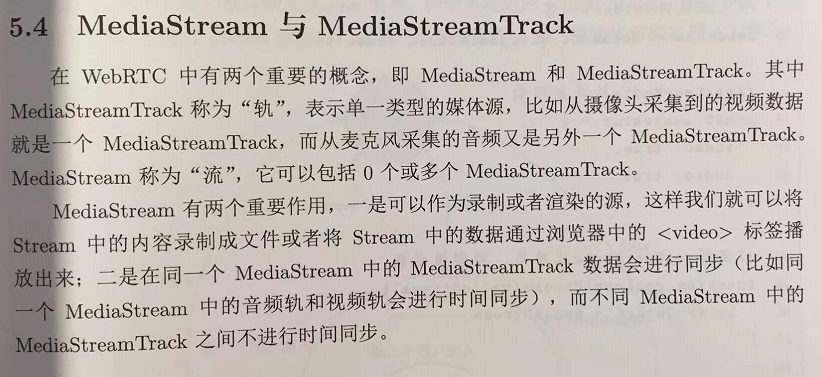 5.4 MediaStream 与 MediaStreamTrack
在 WebRTC 中有两个重要的概念，即 MediaStream 和 MediaStreamTrack。其中
MediaStreamTrack 称为“轨”，表示单一类型的媒体源，比如从摄像头采集到的视频数据
就是一个 MediaStreamTrack，而从麦克风采集的音频又是另外一个 MediaStreamTrack。
MediaStream 称为“流”，它可以包括 0 个或多个 MediaStreamTrack。
MediaStream 有两个重要作用，一是可以作为录制或者渲染的源，这样我们就可以将
Stream 中的内容录制成文件或者将 Stream 中的数据通过浏览器中的 <video> 标签播
放出来；二是在同一个 MediaStream 中的 MediaStreamTrack 数据会进行同步（比如同
一个 MediaStream 中的音频轨和视频轨会进行时间同步），而不同 MediaStream 中的
MediaStreamTrack 之间不进行时间同步。